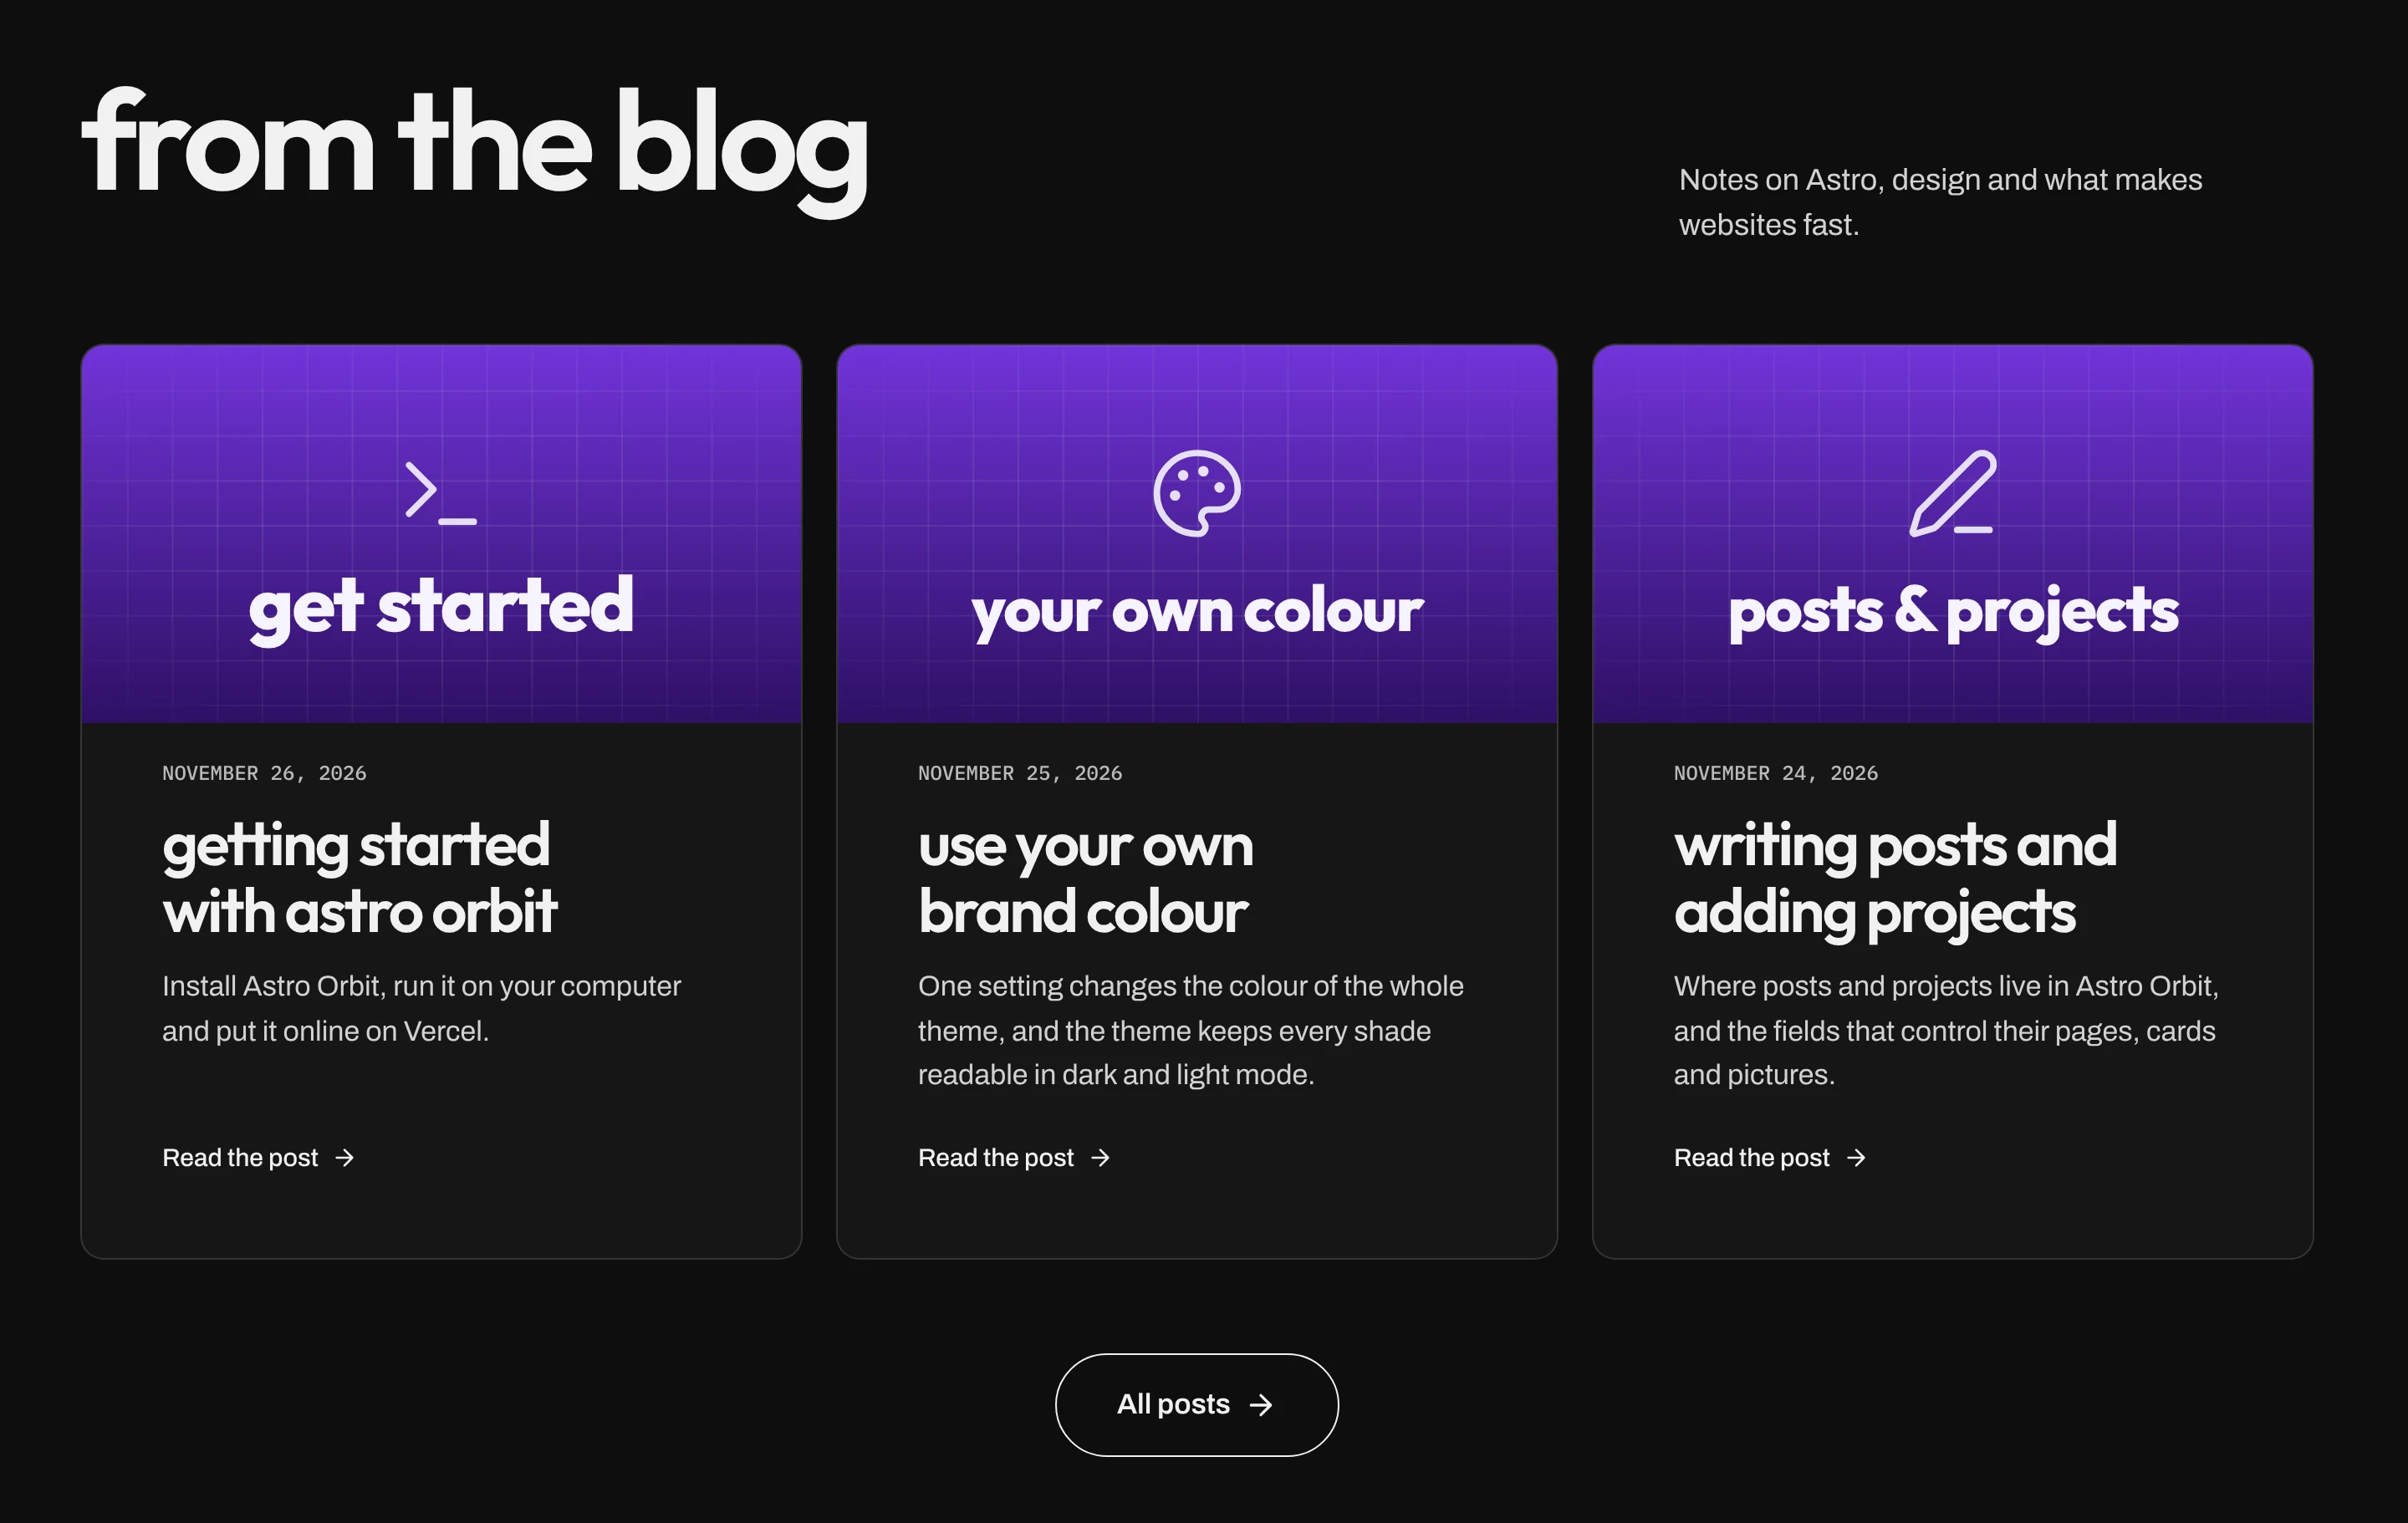 from the blog
Notes on Astro, design and what makes
websites fast.
get started
NOVEMBER 26, 2026
getting started
with astro orbit
Install Astro Orbit, run it on your computer
and put it online on Vercel.
Read the post
your own colour
NOVEMBER 25, 2026
use your own
brand colour
One setting changes the colour of the whole
theme, and the theme keeps every shade
readable in dark and light mode.
Read the post
posts & projects
NOVEMBER 24, 2026
writing posts and
adding projects
Where posts and projects live in Astro Orbit,
and the fields that control their pages, cards
and pictures.
Read the post
All posts